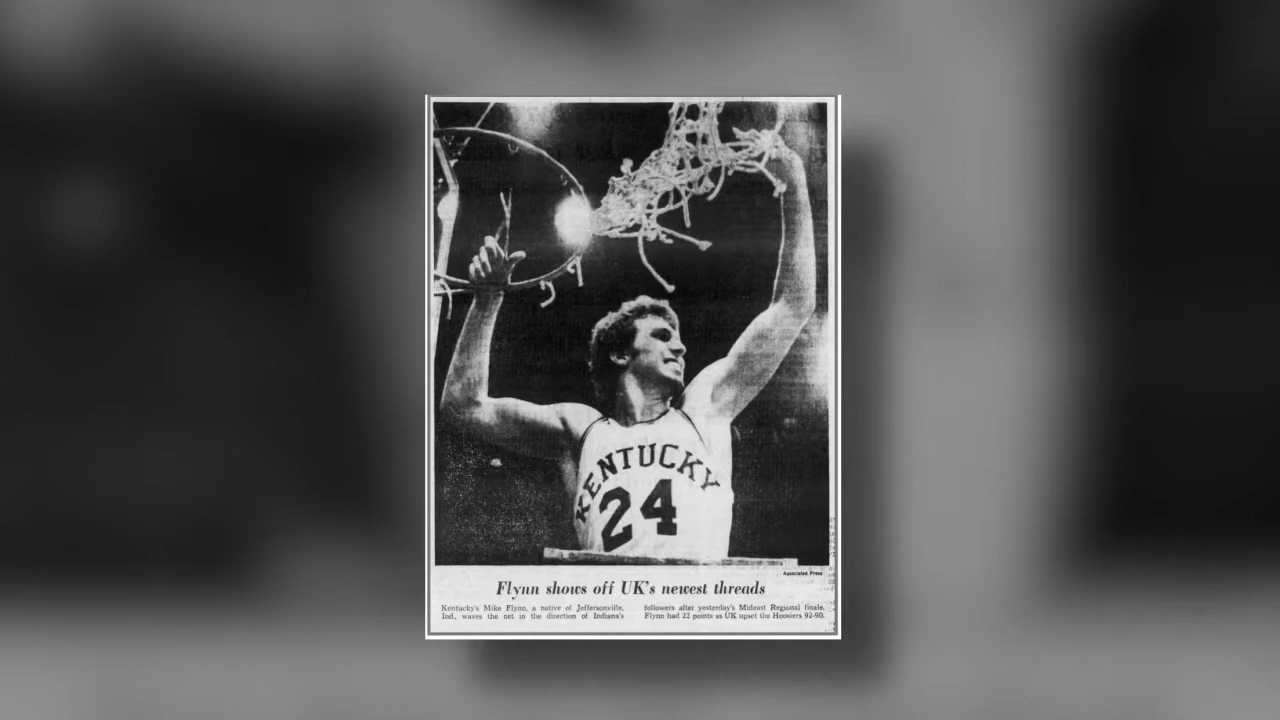 KENTUCKY
24
Associated Press
Flynn shows off UK's newest threads
Kentucky's Mike Flynn, a native of Jeffersonville,
Ind., waves the net in the direction of Indiana's
followers after yesterday's Mideast Regional finale.
Flynn had 22 points as UK upset the Hoosiers 92-90.